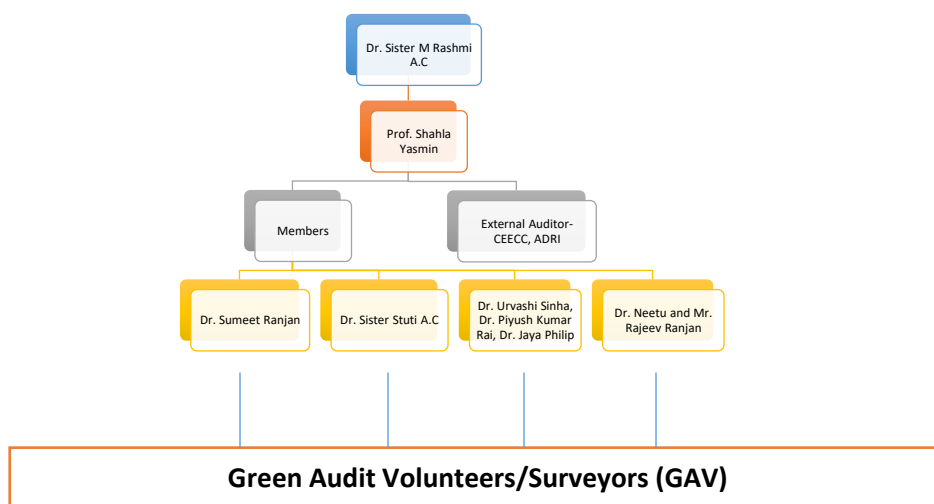 Dr. Sister M Rashmi
A.C
Prof. Shahla
Yasmin
Members
External Auditor-
CEECC, ADRI
Dr. Sumeet Ranjan
Dr. Sister Stuti A.C
Dr. Urvashi Sinha,
Dr. Piyush Kumar
Rai, Dr. Jaya Philip
Dr. Neetu and Mr.
Rajeev Ranjan
Green Audit Volunteers/Surveyors (GAV)